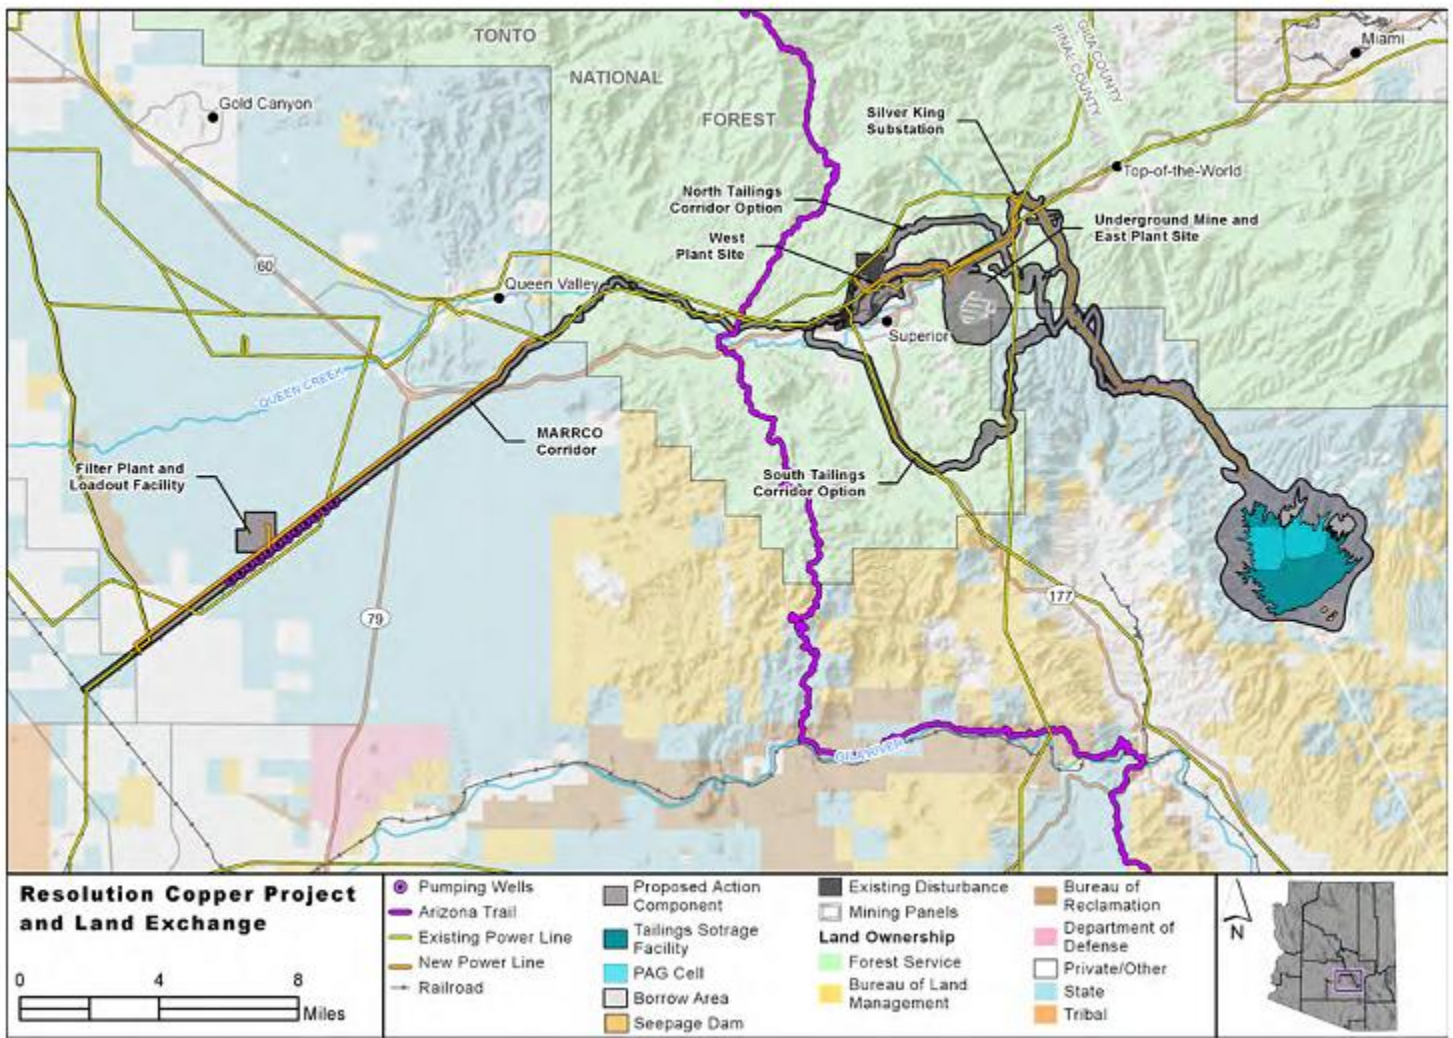 TONTO
NATIONAL
FOREST
GILA COUNTY
PINAL COUNTY
Miami
Gold Canyon
Silver King
Substation
Top-of-the-World
North Tailings
Corridor Option
Underground Mine and
East Plant Site
West
Plant Site
60
Queen Valley
Superior
QUEEN CREEK
MARRCO
Corridor
Filter Plant and
Loadout Facility
South Tailings
Corridor Option
177
79
GILA RIVER
Resolution Copper Project
and Land Exchange
0 4 8
Miles
Pumping Wells
Arizona Trail
Existing Power Line
New Power Line
Railroad
Proposed Action
Component
Tailings Sotrage
Facility
PAG Cell
Borrow Area
Seepage Dam
Existing Disturbance
Mining Panels
Land Ownership
Forest Service
Bureau of Land
Management
Bureau of
Reclamation
Department of
Defense
Private/Other
State
Tribal
N